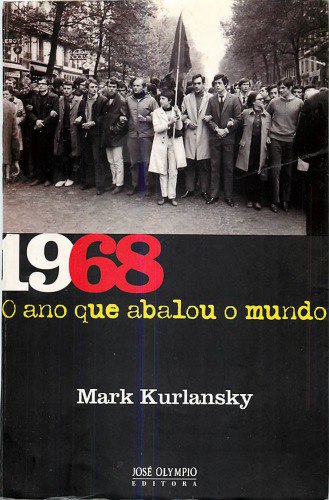 1968
O ano que abalou o mundo
Mark Kurlansky
JOSÉ OLYMPIO
EDITORA